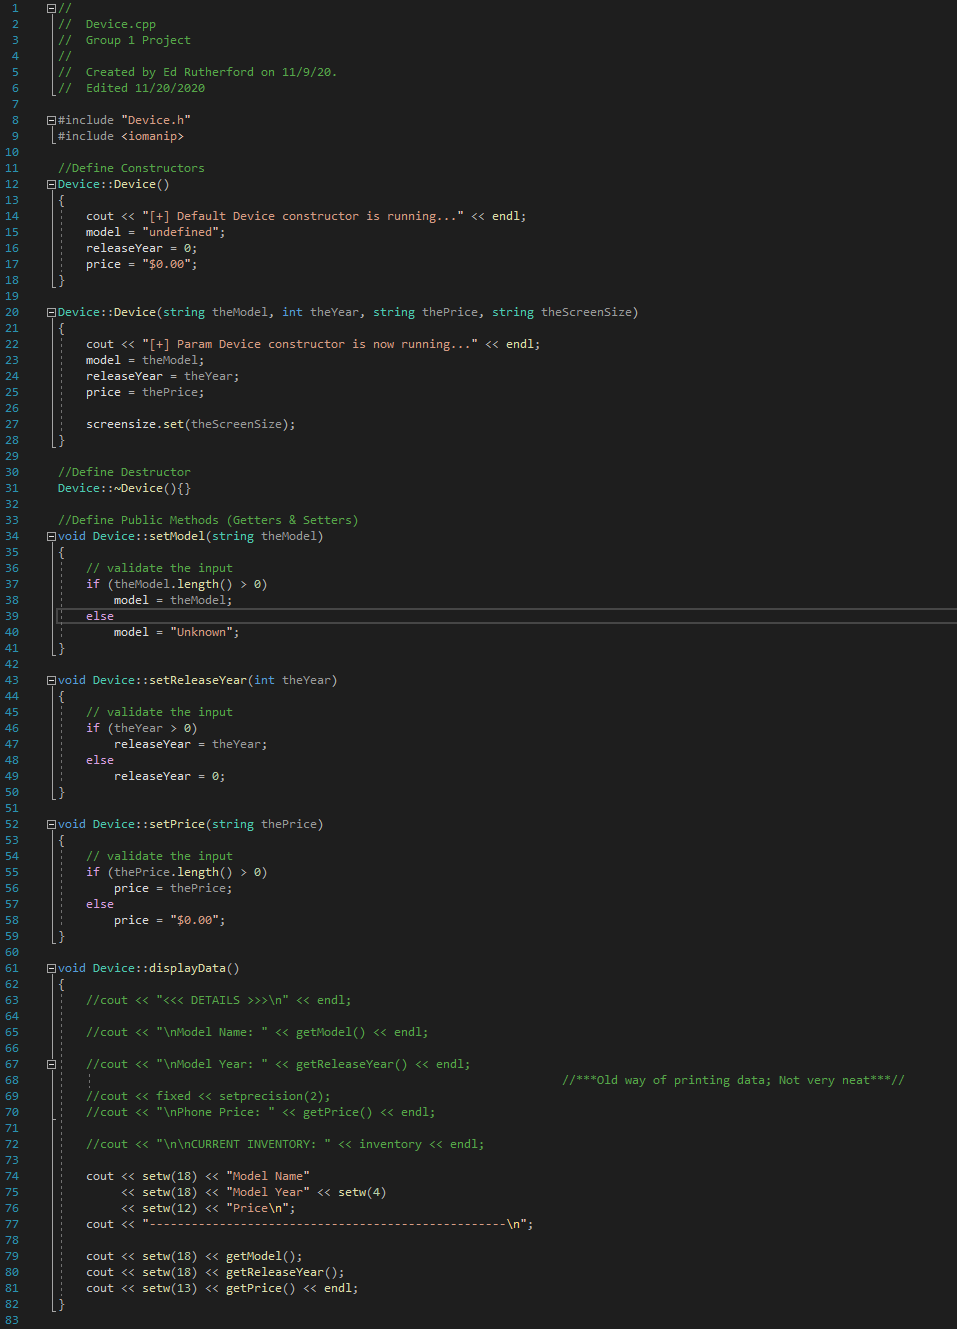 1 //
2 //  Device.cpp
3 //  Group 1 Project
4 //
5 //  Created by Ed Rutherford on 11/9/20.
6 //  Edited 11/20/2020
7
8 #include "Device.h"
9 #include <iomanip>
10
11 //Define Constructors
12 Device::Device()
13 {
14     cout << "[+] Default Device constructor is running..." << endl;
15     model = "undefined";
16     releaseYear = 0;
17     price = "$0.00";
18 }
19
20 Device::Device(string theModel, int theYear, string thePrice, string theScreenSize)
21 {
22     cout << "[+] Param Device constructor is now running..." << endl;
23     model = theModel;
24     releaseYear = theYear;
25     price = thePrice;
26
27     screensize.set(theScreenSize);
28 }
29
30 //Define Destructor
31 Device::~Device(){}
32
33 //Define Public Methods (Getters & Setters)
34 void Device::setModel(string theModel)
35 {
36     // validate the input
37     if (theModel.length() > 0)
38         model = theModel;
39     else
40         model = "Unknown";
41 }
42
43 void Device::setReleaseYear(int theYear)
44 {
45     // validate the input
46     if (theYear > 0)
47         releaseYear = theYear;
48     else
49         releaseYear = 0;
50 }
51
52 void Device::setPrice(string thePrice)
53 {
54     // validate the input
55     if (thePrice.length() > 0)
56         price = thePrice;
57     else
58         price = "$0.00";
59 }
60
61 void Device::displayData()
62 {
63     //cout << "<<< DETAILS >>>\n" << endl;
64
65     //cout << "\nModel Name: " << getModel() << endl;
66
67     //cout << "\nModel Year: " << getReleaseYear() << endl;
68                                                                         //***Old way of printing data; Not very neat***//
69     //cout << fixed << setprecision(2);
70     //cout << "\nPhone Price: " << getPrice() << endl;
71
72     //cout << "\n\nCURRENT INVENTORY: " << inventory << endl;
73
74     cout << setw(18) << "Model Name"
75          << setw(18) << "Model Year" << setw(4)
76          << setw(12) << "Price\n";
77     cout << "---------------------------------------------------\n";
78
79     cout << setw(18) << getModel();
80     cout << setw(18) << getReleaseYear();
81     cout << setw(13) << getPrice() << endl;
82 }
83